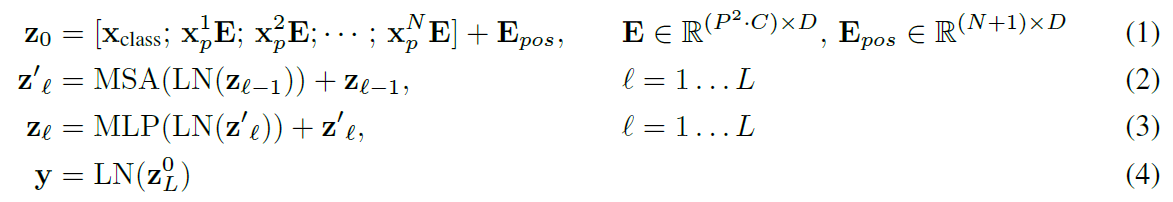 z₀ = [x_class; x_p^1 E; x_p^2 E; ⋯ ; x_p^N E] + E_pos, E ∈ ℝ^{(P²·C)×D}, E_pos ∈ ℝ^{(N+1)×D} (1)
z′_ℓ = MSA(LN(z_{ℓ−1})) + z_{ℓ−1}, ℓ = 1 … L (2)
z_ℓ = MLP(LN(z′_ℓ)) + z′_ℓ, ℓ = 1 … L (3)
y = LN(z_L^0) (4)